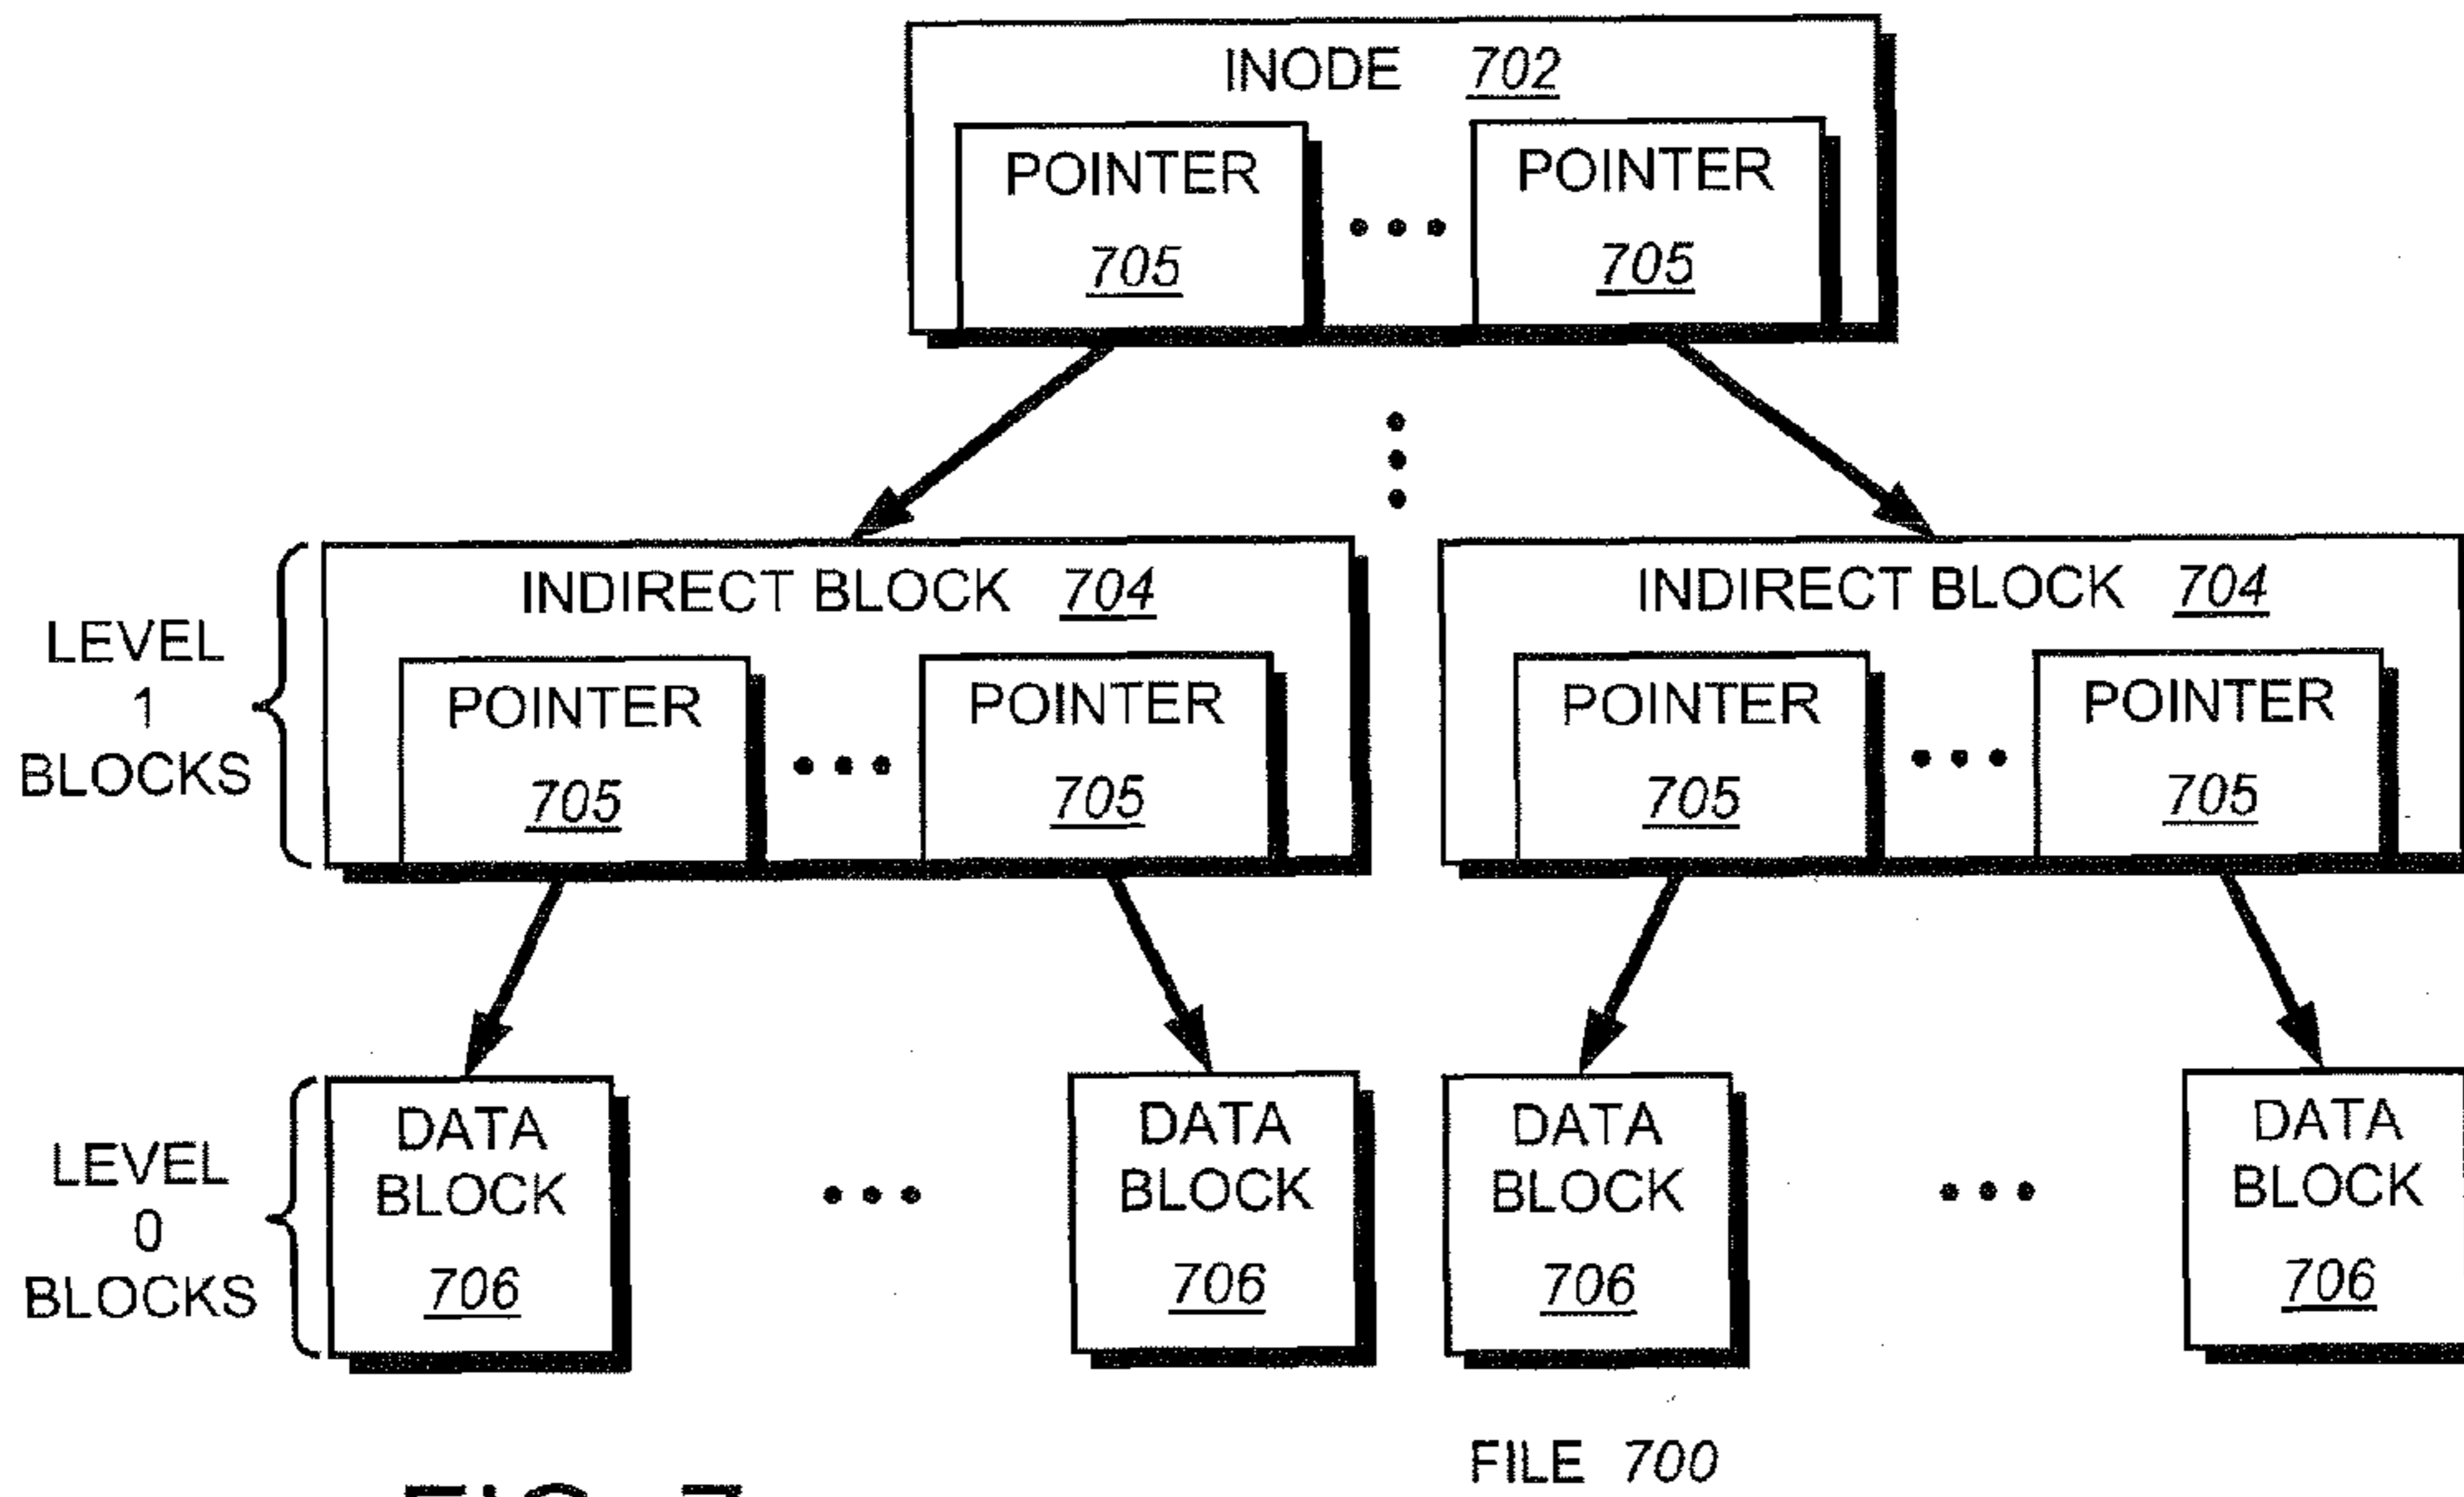 INODE 702
POINTER POINTER
705 705
INDIRECT BLOCK 704 INDIRECT BLOCK 704
LEVEL
1
BLOCKS
POINTER POINTER POINTER POINTER
705 705 705 705
LEVEL
0
BLOCKS
DATA DATA DATA DATA
BLOCK BLOCK BLOCK BLOCK
706 706 706 706
FILE 700